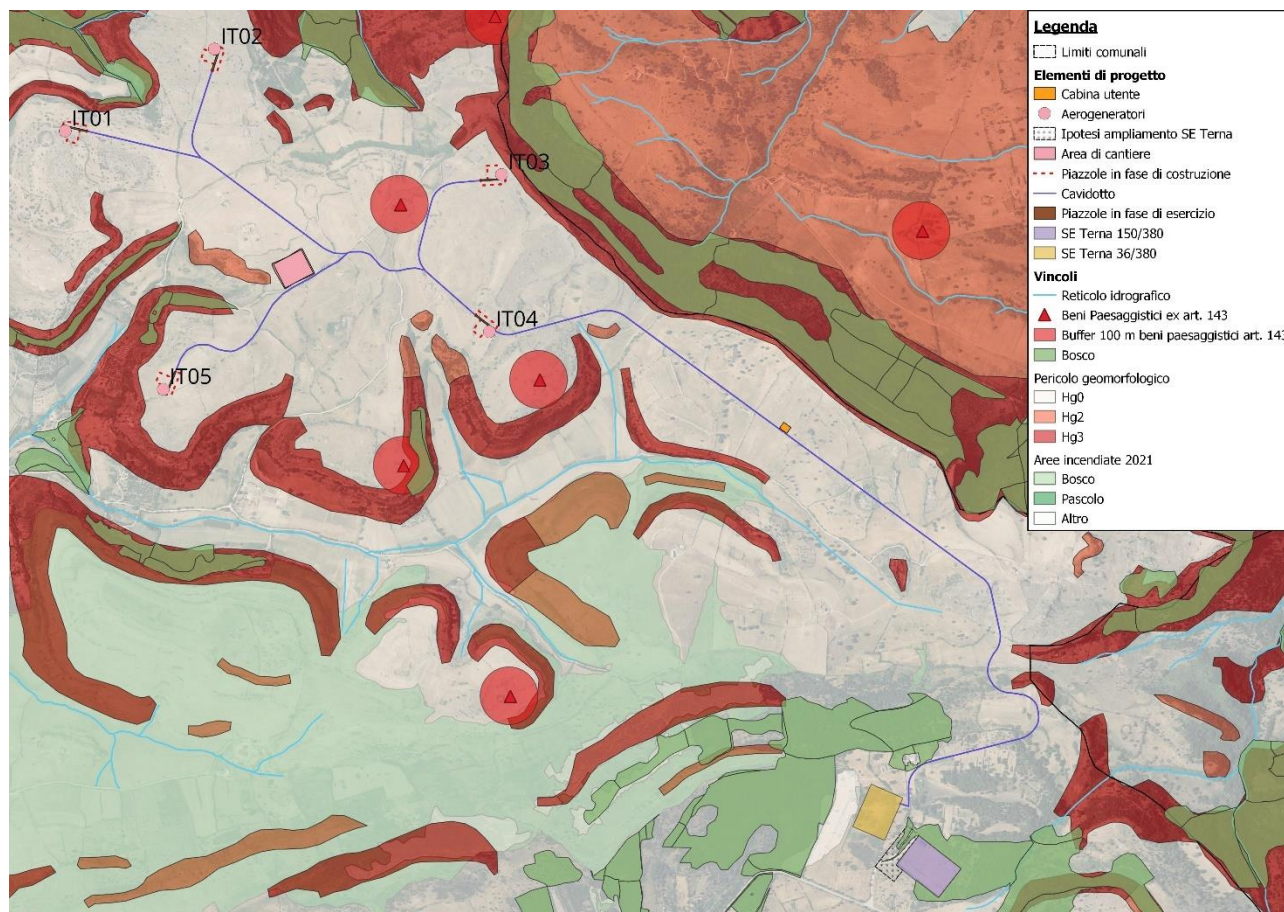 IT02
IT01
IT03
IT04
IT05
Legenda
Limiti comunali
Elementi di progetto
Cabina utente
Aerogeneratori
Ipotesi ampliamento SE Terna
Area di cantiere
Piazzole in fase di costruzione
Cavidotto
Piazzole in fase di esercizio
SE Terna 150/380
SE Terna 36/380
Vincoli
Reticolo idrografico
Beni Paesaggistici ex art. 143
Buffer 100 m beni paesaggistici art. 143
Bosco
Pericolo geomorfologico
Hg0
Hg2
Hg3
Aree incendiate 2021
Bosco
Pascolo
Altro